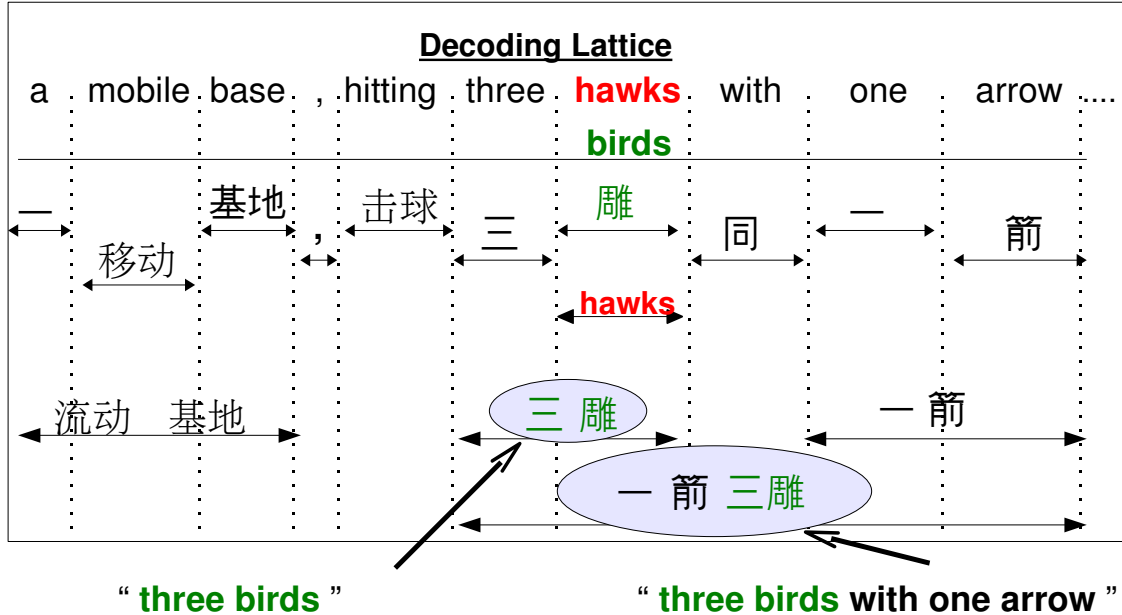 Decoding Lattice
a mobile base , hitting three hawks with one arrow ....
birds
一 基地 击球 雕 一
移动 , 三 同 箭
hawks
流动 基地 三 雕 一 箭
一 箭 三雕
“ three birds ” “ three birds with one arrow ”